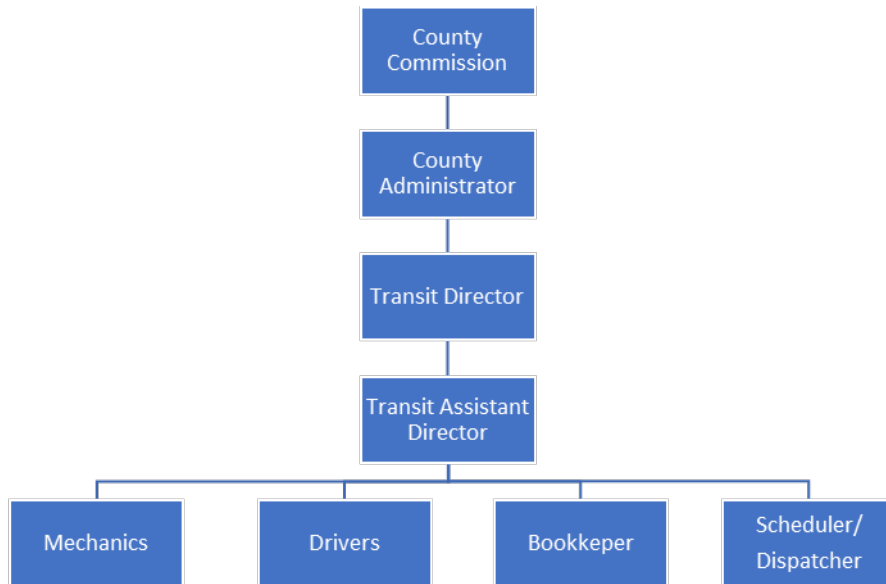 County
Commission
County
Administrator
Transit Director
Transit Assistant
Director
Mechanics
Drivers
Bookkeper
Scheduler/
Dispatcher